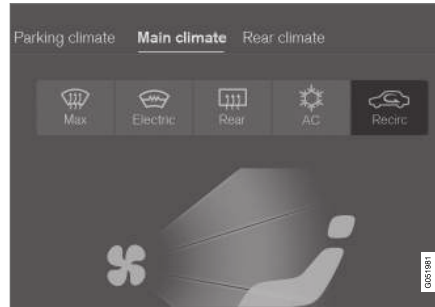 Parking climate Main climate Rear climate
Max Electric Rear AC Recirc
G051981